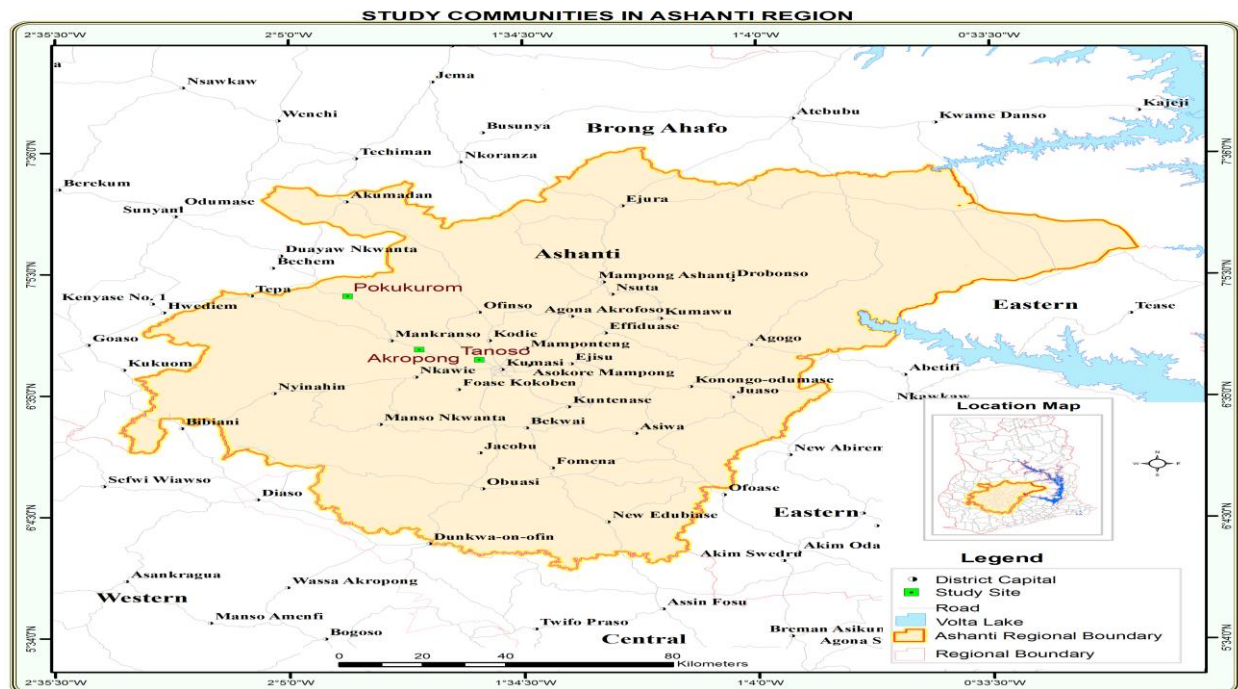 STUDY COMMUNITIES IN ASHANTI REGION
2°35'30"W 2°5'0"W 1°34'30"W 1°4'0"W 0°33'30"W
Kajeji
Jema
Nsawkaw
Atebubu
Kwame Danso
Wenchi
Busunya
Brong Ahafo
7°36'0"N 7°36'0"N
Techiman
Nkoranza
Berekum
Odumase
Akumadan
Ejura
SunyanI
Duayaw Nkwanta
Ashanti
Bechem
Mampong Ashanti
Drobonso
7°5'30"N 7°5'30"N
Pokukurom
Nsuta
Tepa
Kenyase No. 1
Hwediem
Ofinso
Agona Akrofoso
Kumawu
Eastern
Tease
Effiduase
Goaso
Mankranso
Kodie
Mamponteng
Agogo
Akropong
Tanoso
Ejisu
Kukuom
Kumasi
Asokore Mampong
Abetifi
Nkawie
Nyinahin
Foase Kokoben
Konongo-odumase
Juaso
6°35'0"N 6°35'0"N
Nkawkaw
Kuntenase
Location Map
Bibiani
Manso Nkwanta
Bekwai
Asiwa
Jacobu
New Abirem
Fomena
Sefwi Wiawso
Diaso
Obuasi
Ofoase
6°4'30"N 6°4'30"N
New Edubiase
Eastern
Dunkwa-on-ofin
Akim Swedru
Akim Oda
Legend
District Capital
Study Site
Road
Volta Lake
Ashanti Regional Boundary
Regional Boundary
Asankragua
Wassa Akropong
Western
Assin Fosu
Manso Amenfi
Twifo Praso
Bogoso
Central
Breman Asikun
Agona S
5°34'0"N 5°34'0"N
0 10 20 40 60 80
Kilometers
2°35'30"W 2°5'0"W 1°34'30"W 1°4'0"W 0°33'30"W